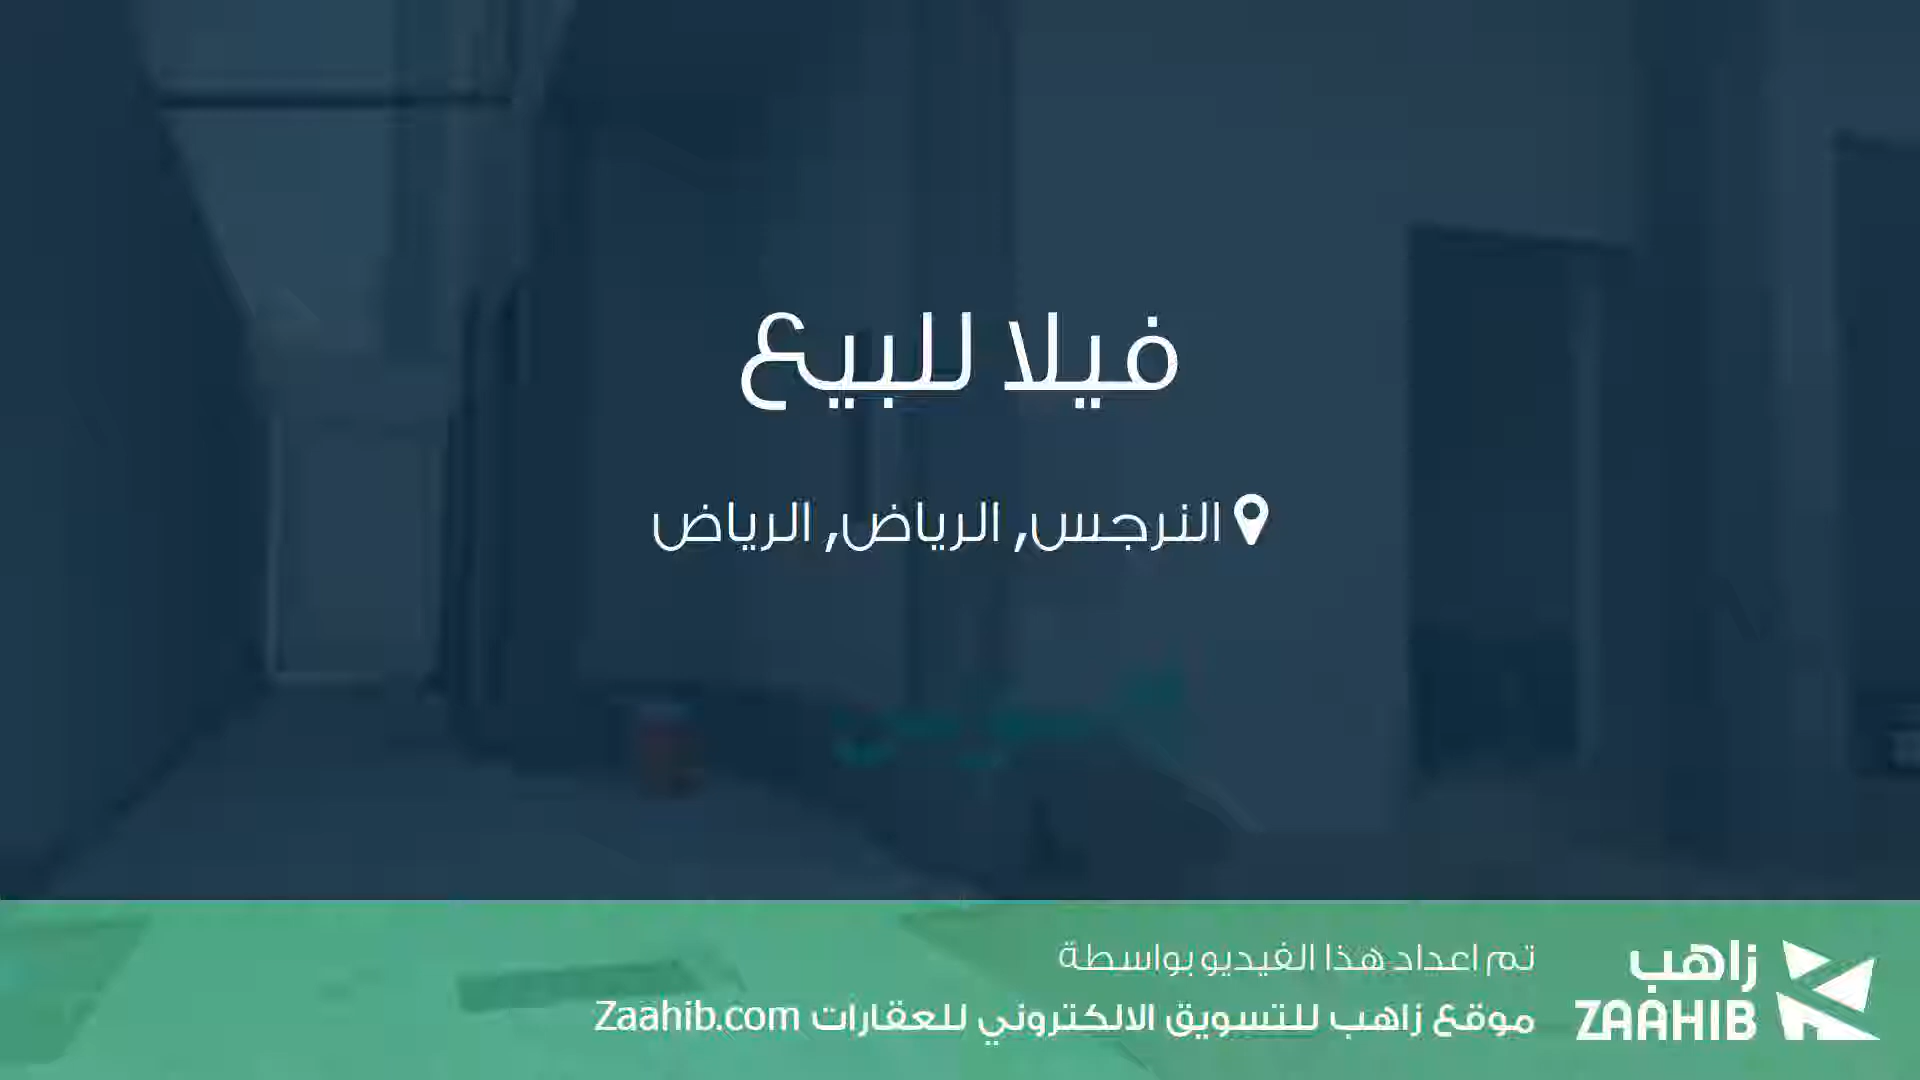 فيلا للبيع
النرجس, الرياض, الرياض
تم اعداد هذا الفيديو بواسطة
موقع زاهب للتسويق الالكتروني للعقارات Zaahib.com
زاهب
ZAAHIB